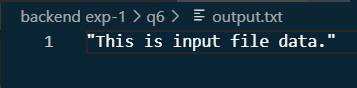 backend exp-1 > q6 > output.txt
1 "This is input file data."